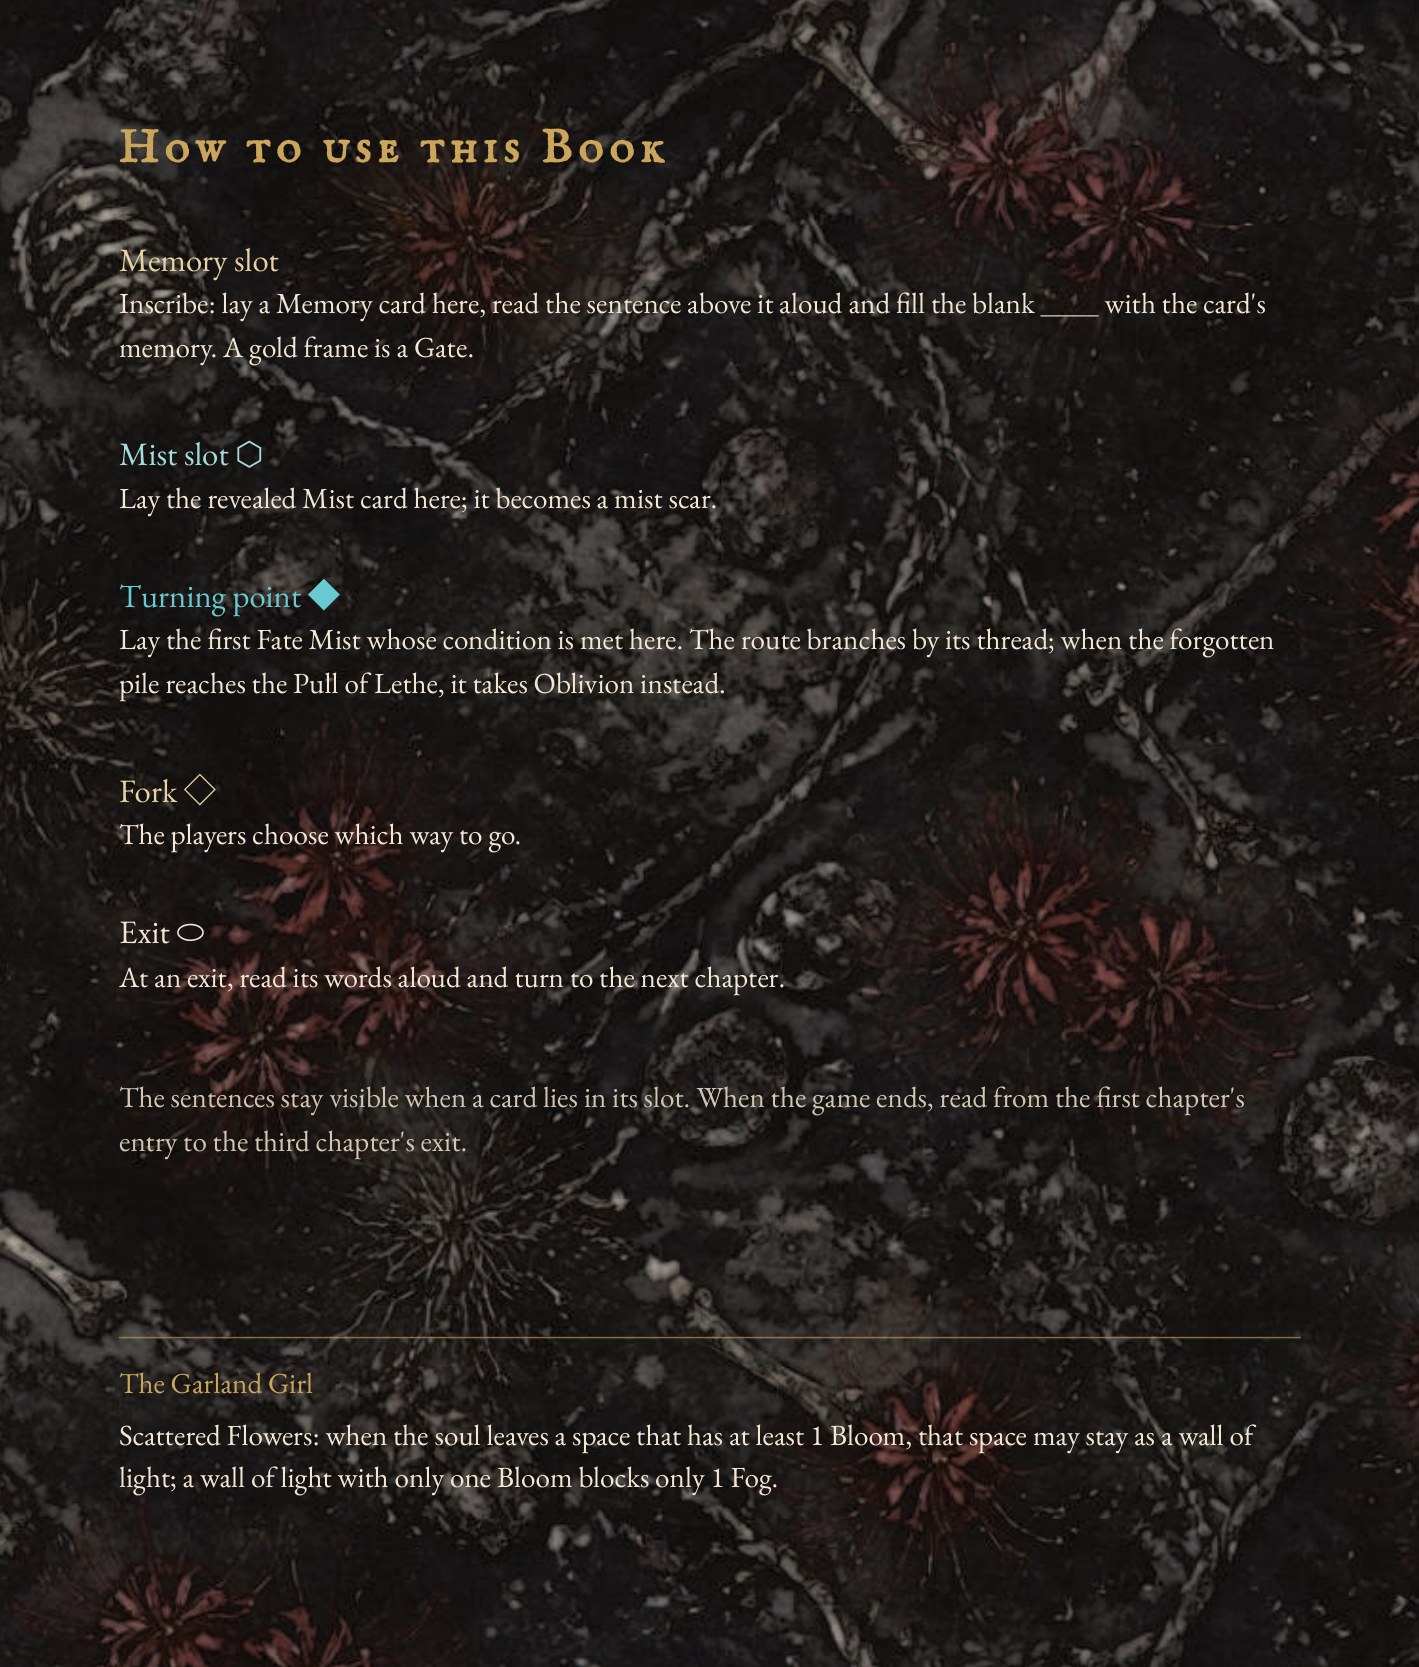 How to use this Book
Memory slot
Inscribe: lay a Memory card here, read the sentence above it aloud and fill the blank ____ with the card's
memory. A gold frame is a Gate.
Mist slot ⬡
Lay the revealed Mist card here; it becomes a mist scar.
Turning point ◆
Lay the first Fate Mist whose condition is met here. The route branches by its thread; when the forgotten
pile reaches the Pull of Lethe, it takes Oblivion instead.
Fork ◇
The players choose which way to go.
Exit ⬭
At an exit, read its words aloud and turn to the next chapter.
The sentences stay visible when a card lies in its slot. When the game ends, read from the first chapter's
entry to the third chapter's exit.
The Garland Girl
Scattered Flowers: when the soul leaves a space that has at least 1 Bloom, that space may stay as a wall of
light; a wall of light with only one Bloom blocks only 1 Fog.